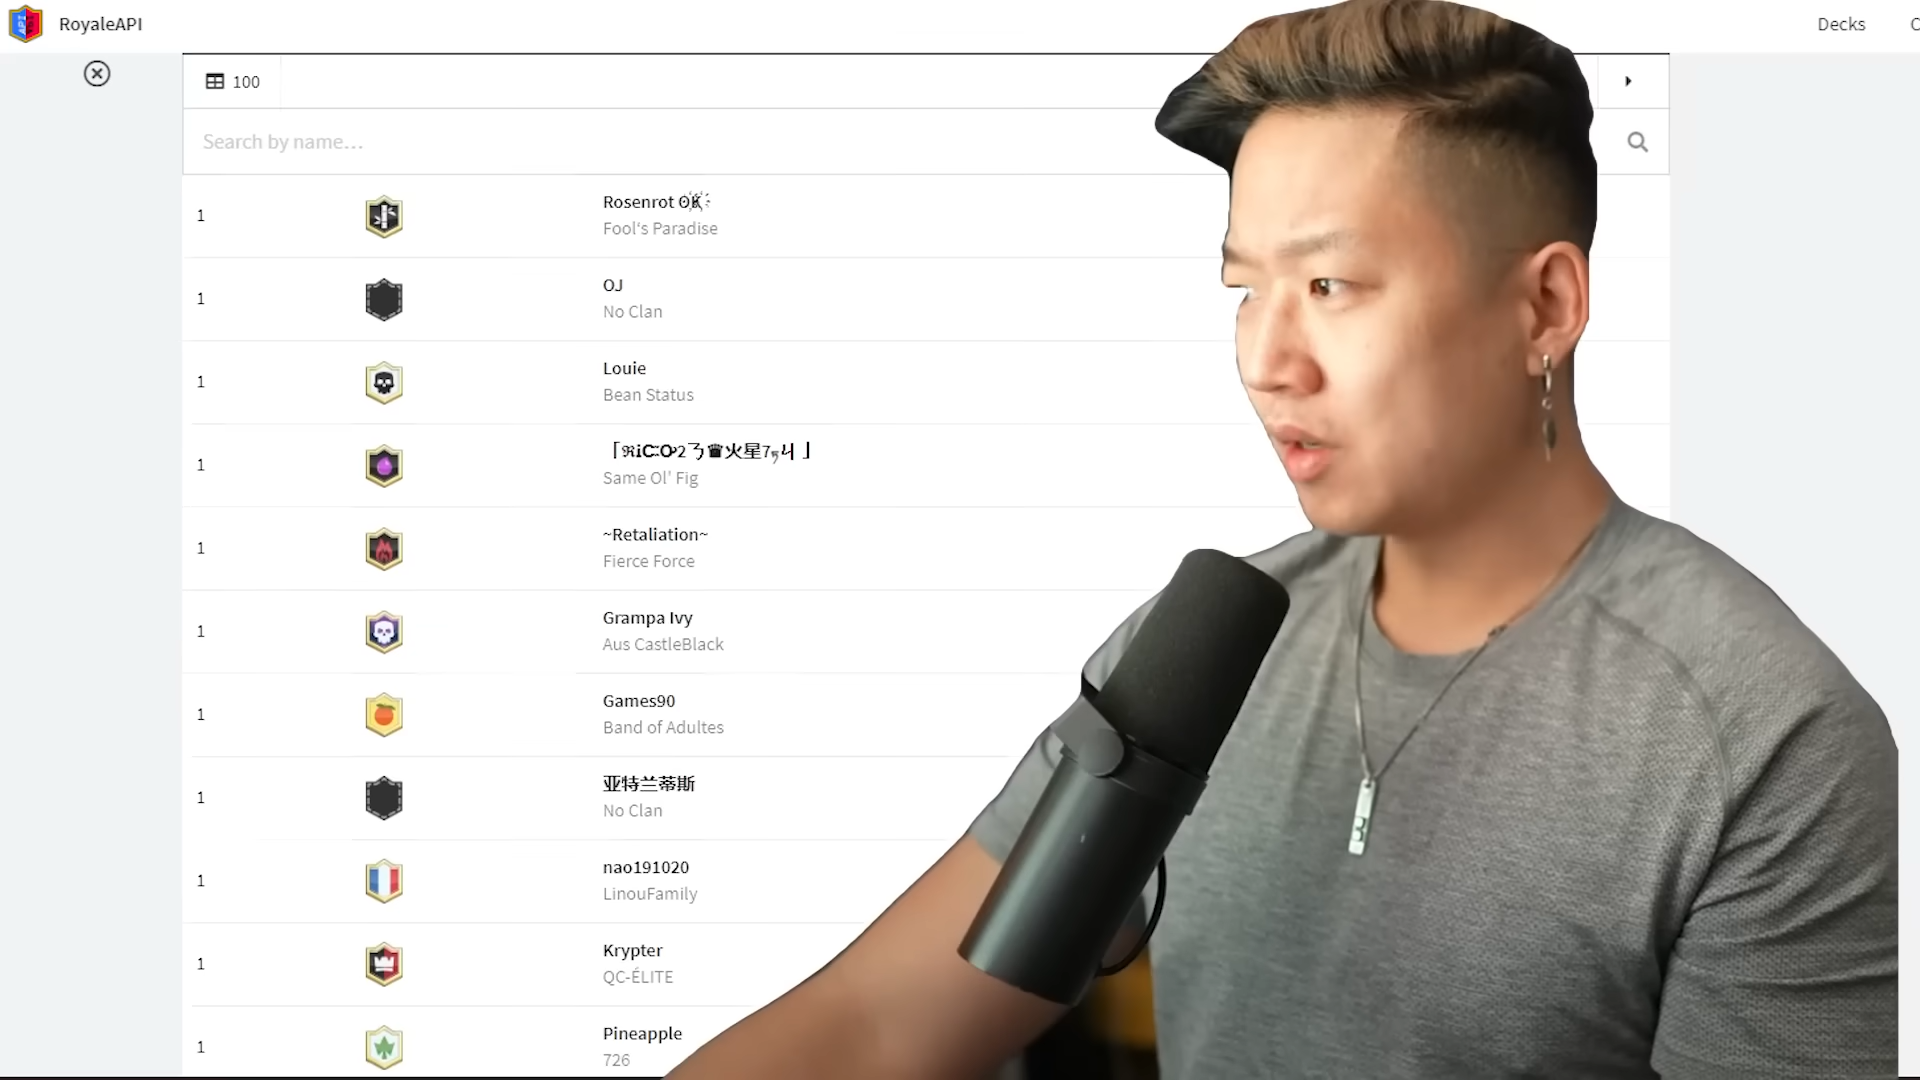 RoyaleAPI
Decks
100
Search by name...
1
Rosenrot
Fool's Paradise
1
OJ
No Clan
1
Louie
Bean Status
1
火星
Same Ol' Fig
1
~Retaliation~
Fierce Force
1
Grampa Ivy
Aus CastleBlack
1
Games90
Band of Adultes
1
亚特兰蒂斯
No Clan
1
nao191020
LinouFamily
1
Krypter
QC-ÉLITE
1
Pineapple
726